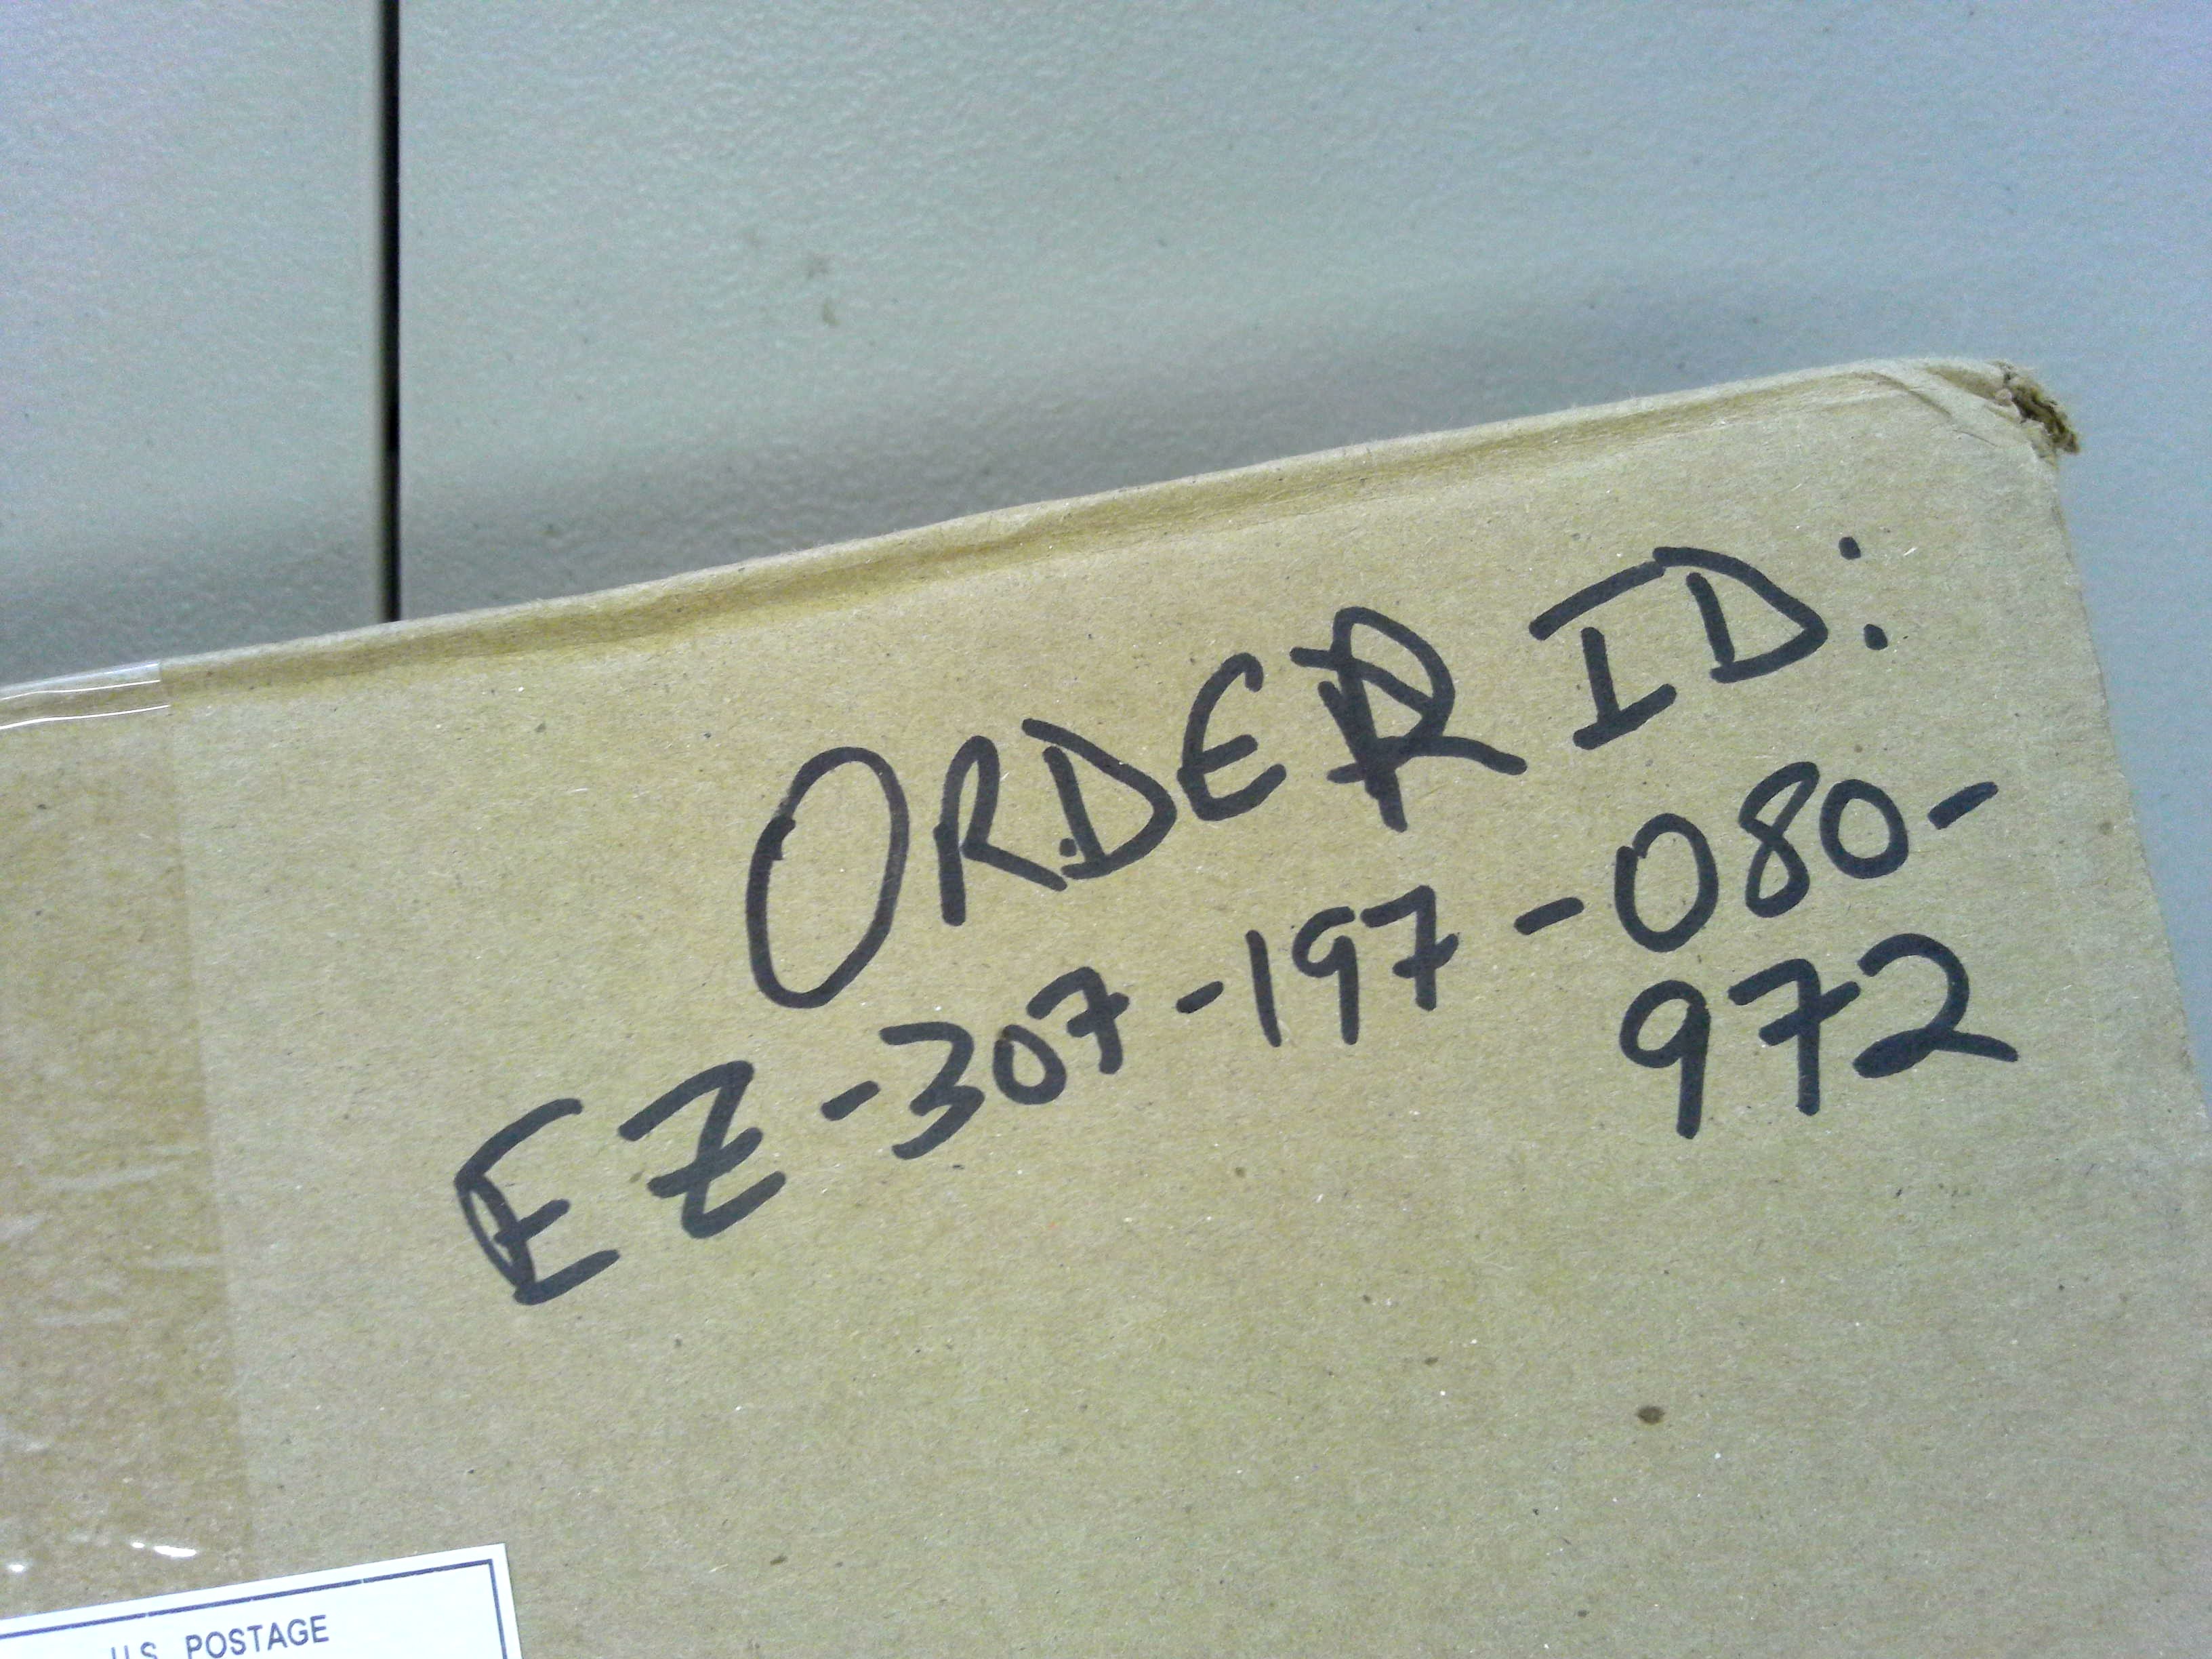 ORDER ID:
EZ-307-197-080-
972
U.S. POSTAGE